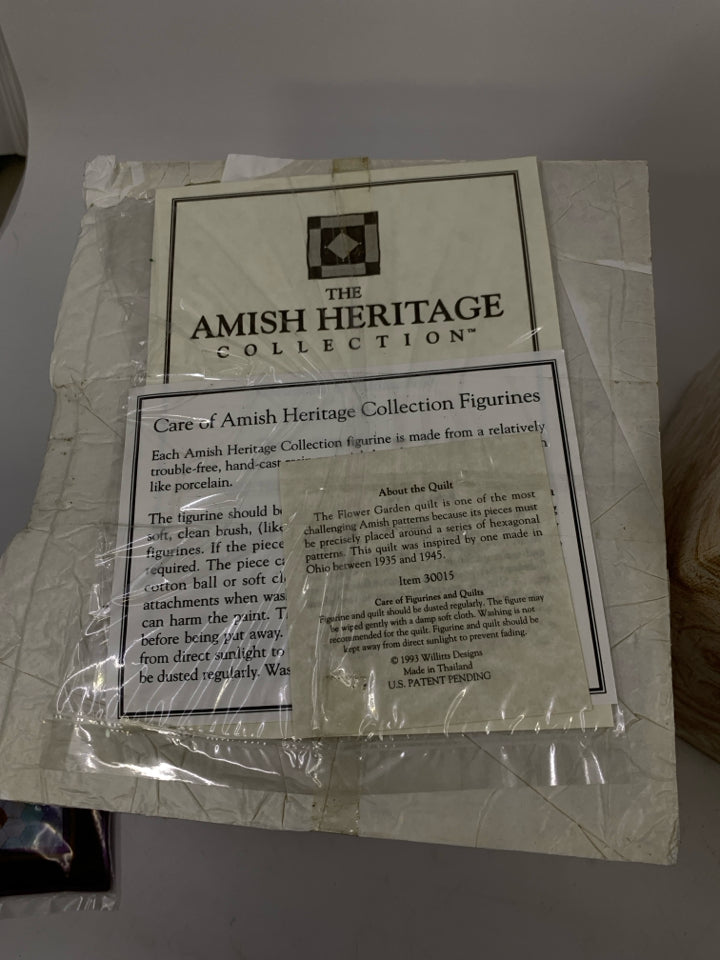 THE
AMISH HERITAGE
COLLECTION™
Care of Amish Heritage Collection Figurines
Each Amish Heritage Collection figurine is made from a relatively
trouble-free, hand-cast
like porcelain.
The figurine should be
soft, clean brush, (like
figurines. If the piece
required. The piece ca
cotton ball or soft cl
attachments when was
can harm the paint. T
before being put away.
from direct sunlight to
be dusted regularly. Was
About the Quilt
The Flower Garden quilt is one of the most
challenging Amish patterns because its pieces must
be precisely placed around a series of hexagonal
patterns. This quilt was inspired by one made in
Ohio between 1935 and 1945.
Item 30015
Care of Figurines and Quilts
Figurine and quilt should be dusted regularly. The figure may
be wiped gently with a damp soft cloth. Washing is not
recommended for the quilt. Figurine and quilt should be
kept away from direct sunlight to prevent fading.
© 1993 Willitts Designs
Made in Thailand
U.S. PATENT PENDING